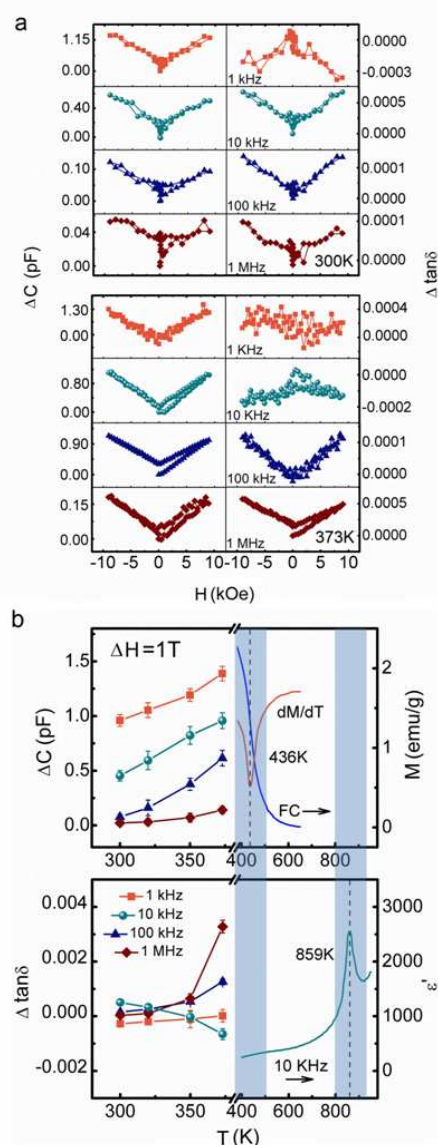 a
1.15
0.00
1 kHz
0.0000
-0.0003
0.40
0.00
10 kHz
0.0005
0.0000
0.10
0.00
100 kHz
0.0001
0.0000
0.04
0.00
1 MHz
300K
0.0001
0.0000
ΔC (pF)
Δ tanδ
1.30
0.00
1 KHz
0.0004
0.0000
0.80
0.00
10 KHz
0.0000
-0.0002
0.90
0.00
100 kHz
0.0001
0.0000
0.15
0.00
1 MHz
373K
0.0005
0.0000
-10 -5 0 5 10 -5 0 5 10
H (kOe)
b
ΔH = 1T
1.5
1.0
0.5
0.0
ΔC (pF)
300 350 400 600 800
dM/dT
436K
FC
2
1
0
M (emu/g)
0.004
0.002
0.000
-0.002
Δ tanδ
1 kHz
10 kHz
100 kHz
1 MHz
859K
10 KHz
3000
2000
1000
0
ε'
300 350 400 600 800
T (K)